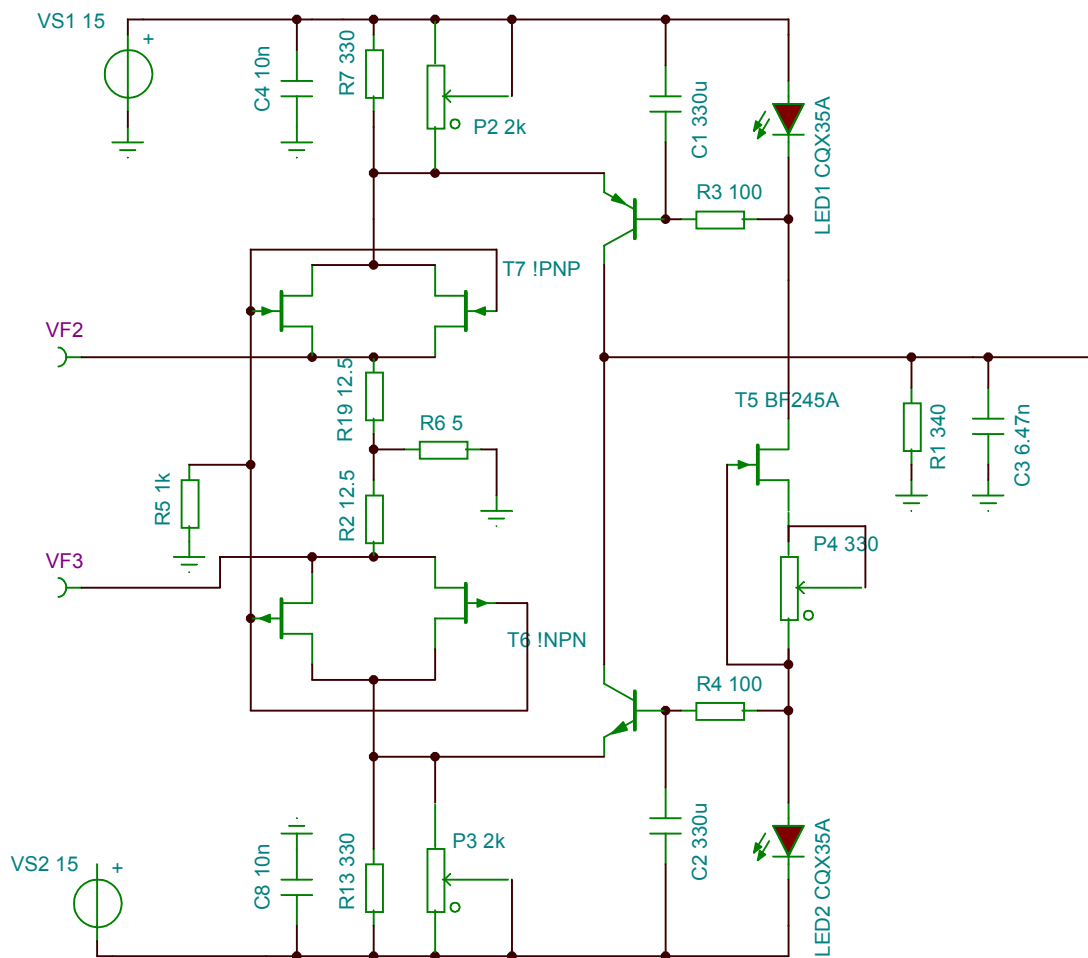 VS1 15
+
C4 10n
R7 330
P2 2k
C1 330u
LED1 CQX35A
R3 100
T7 !PNP
VF2
R19 12.5
R6 5
T5 BF245A
R1 340
C3 6.47n
R5 1k
R2 12.5
P4 330
VF3
T6 !NPN
R4 100
VS2 15
+
C8 10n
R13 330
P3 2k
C2 330u
LED2 CQX35A